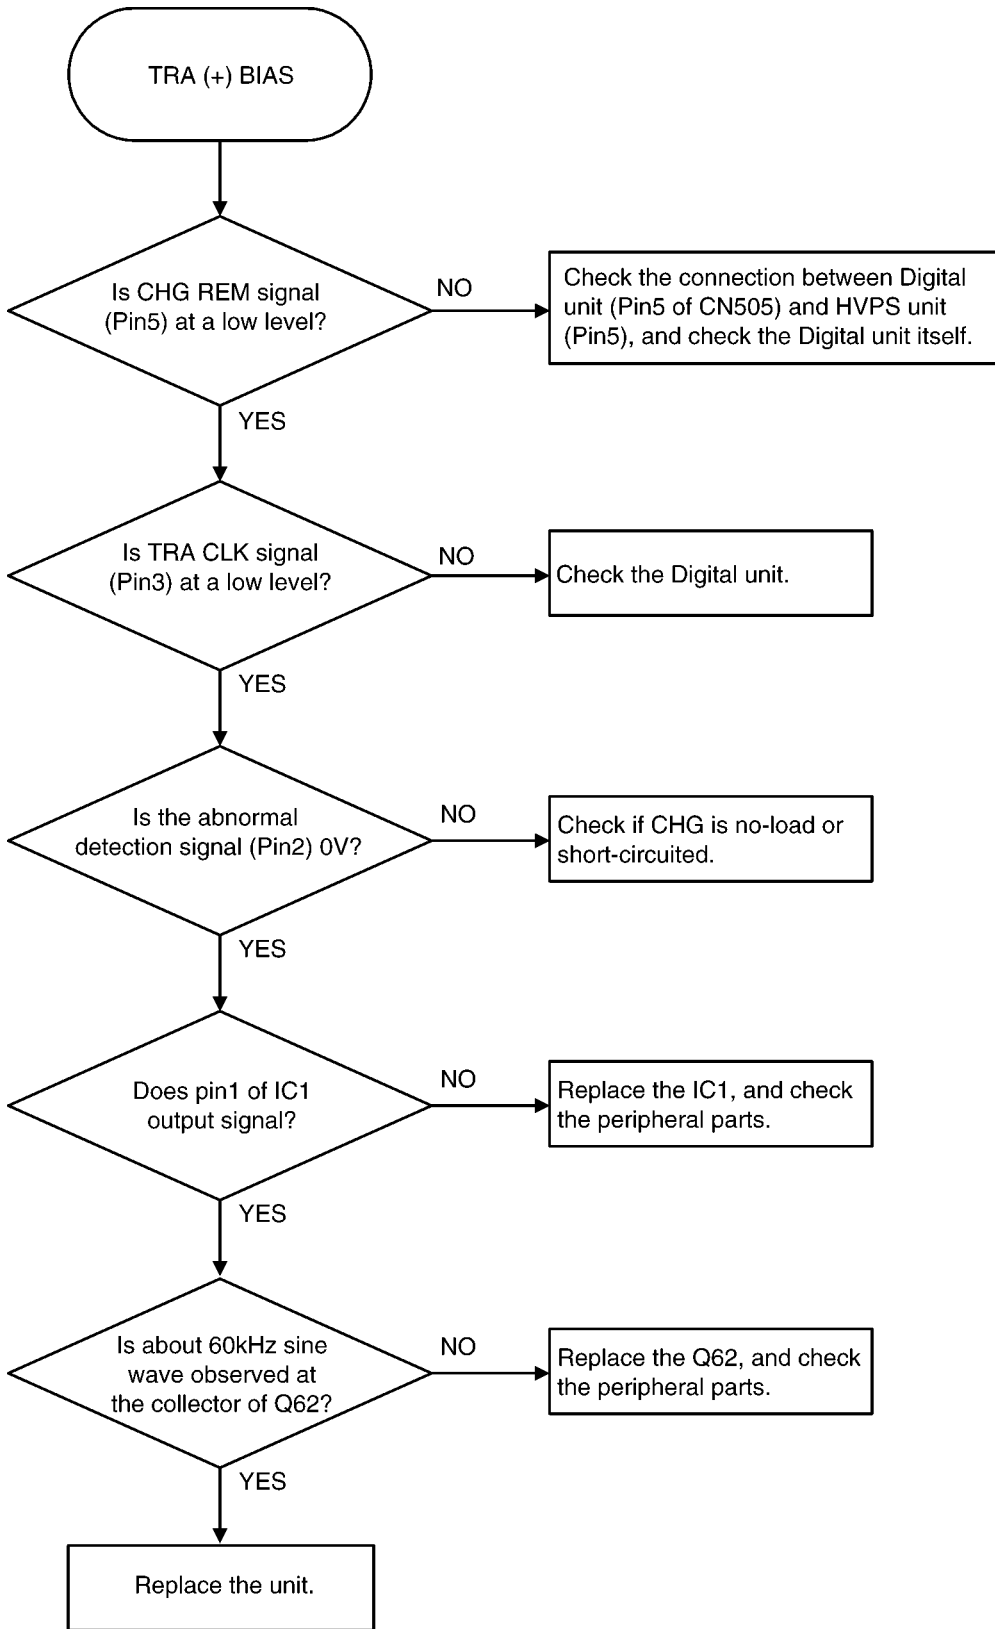 TRA (+) BIAS
Is CHG REM signal
(Pin5) at a low level?
NO
Check the connection between Digital
unit (Pin5 of CN505) and HVPS unit
(Pin5), and check the Digital unit itself.
YES
Is TRA CLK signal
(Pin3) at a low level?
NO
Check the Digital unit.
YES
Is the abnormal
detection signal (Pin2) 0V?
NO
Check if CHG is no-load or
short-circuited.
YES
Does pin1 of IC1
output signal?
NO
Replace the IC1, and check
the peripheral parts.
YES
Is about 60kHz sine
wave observed at
the collector of Q62?
NO
Replace the Q62, and check
the peripheral parts.
YES
Replace the unit.